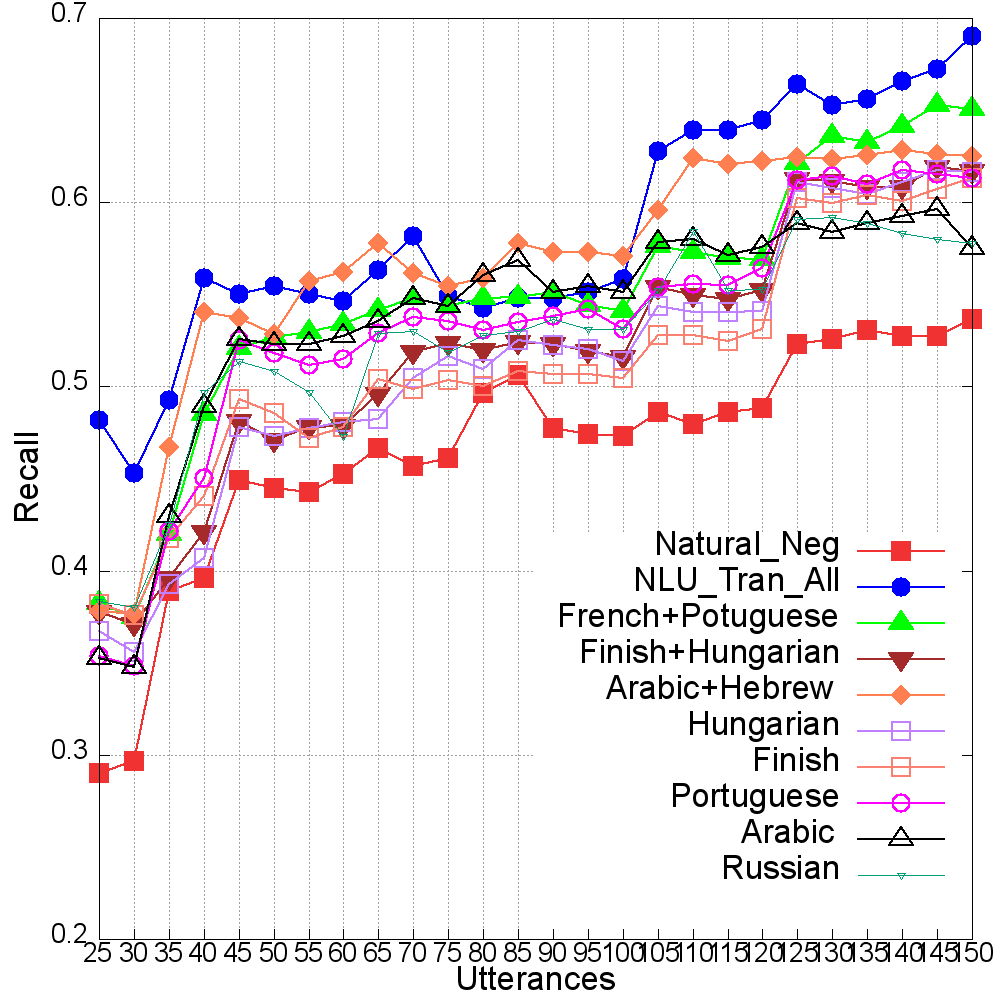 0.7
0.6
0.5
0.4
0.3
0.2
Recall
25 30 35 40 45 50 55 60 65 70 75 80 85 90 95 100 105 110 115 120 125 130 135 140 145 150
Utterances
Natural_Neg
NLU_Tran_All
French+Potuguese
Finish+Hungarian
Arabic+Hebrew
Hungarian
Finish
Portuguese
Arabic
Russian